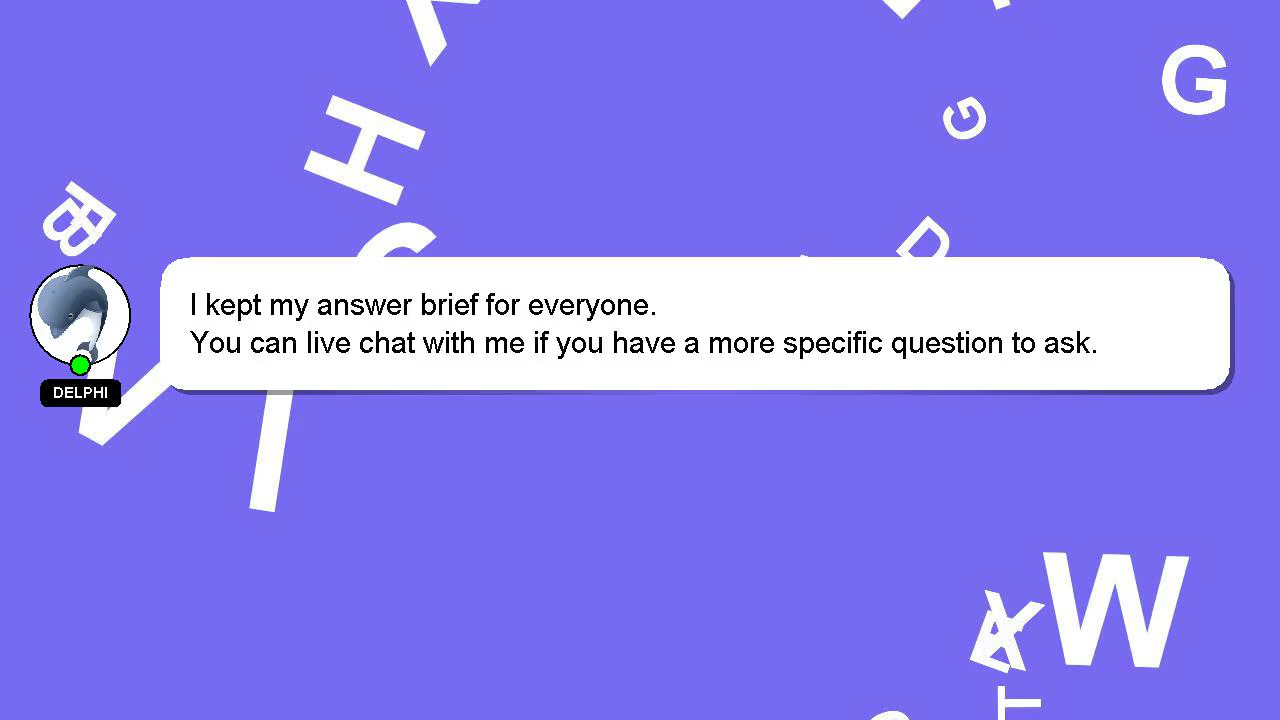 G
H
G
B
D
I kept my answer brief for everyone.
You can live chat with me if you have a more specific question to ask.
DELPHI
W
T